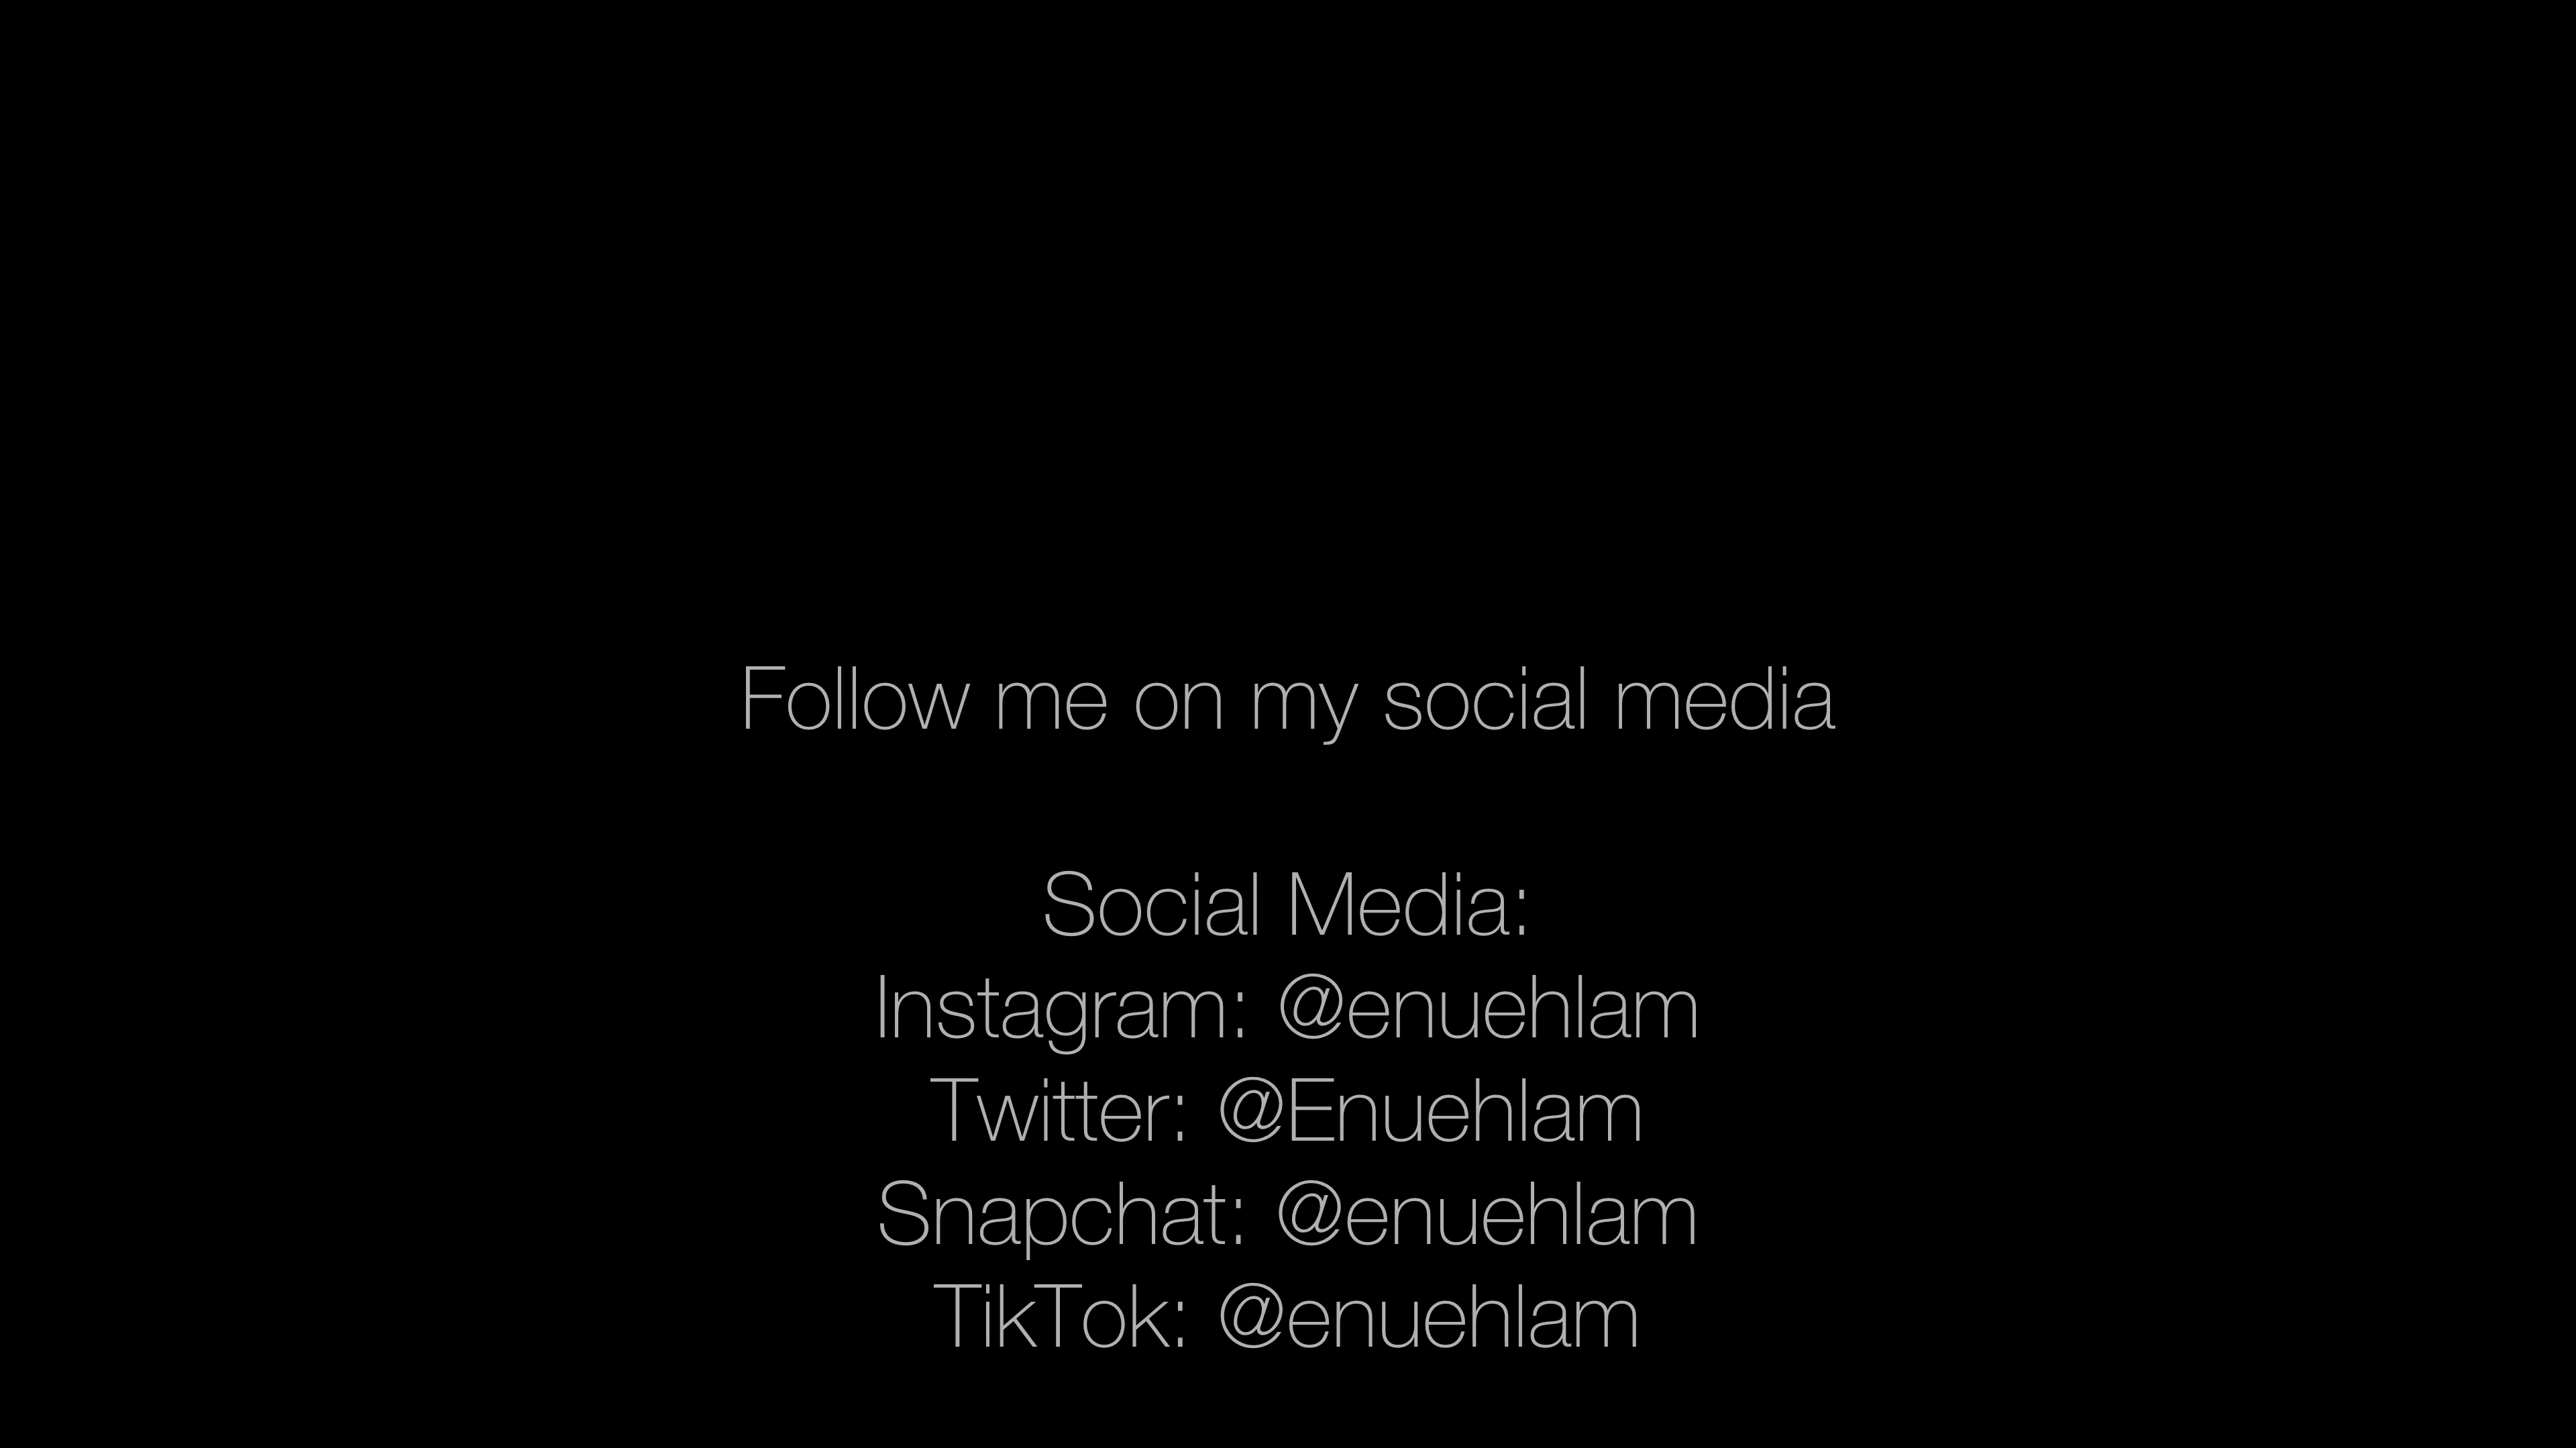 Follow me on my social media
Social Media:
Instagram: @enuehlam
Twitter: @Enuehlam
Snapchat: @enuehlam
TikTok: @enuehlam